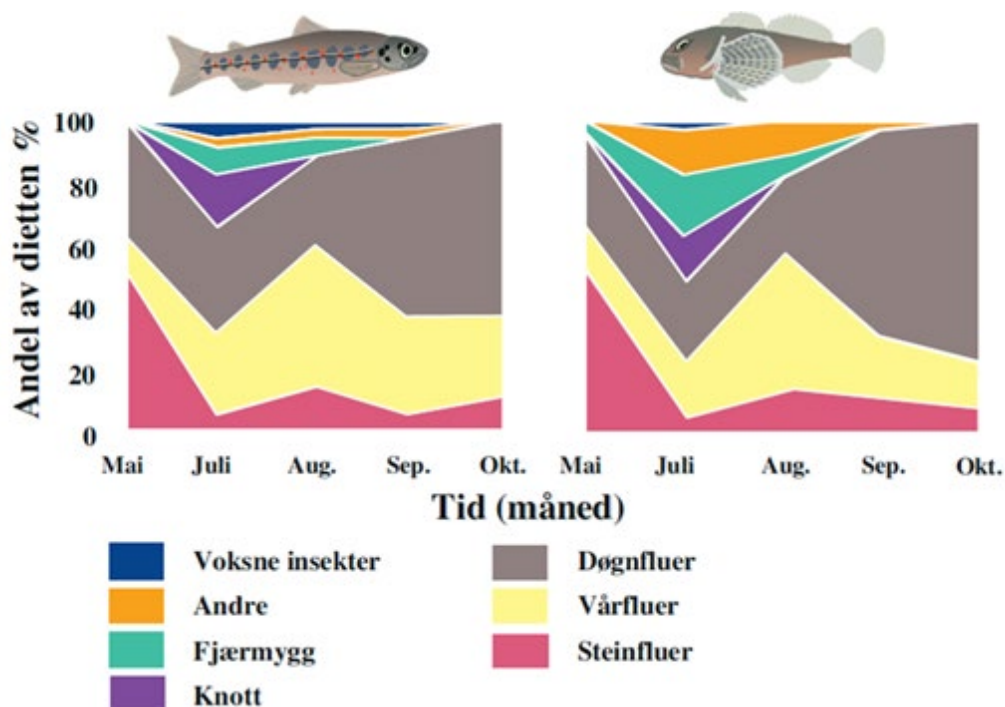 Andel av dietten %
100
80
60
40
20
0
Mai Juli Aug. Sep. Okt. Mai Juli Aug. Sep. Okt.
Tid (måned)
Voksne insekter Døgnfluer
Andre Vårfluer
Fjærmygg Steinfluer
Knott